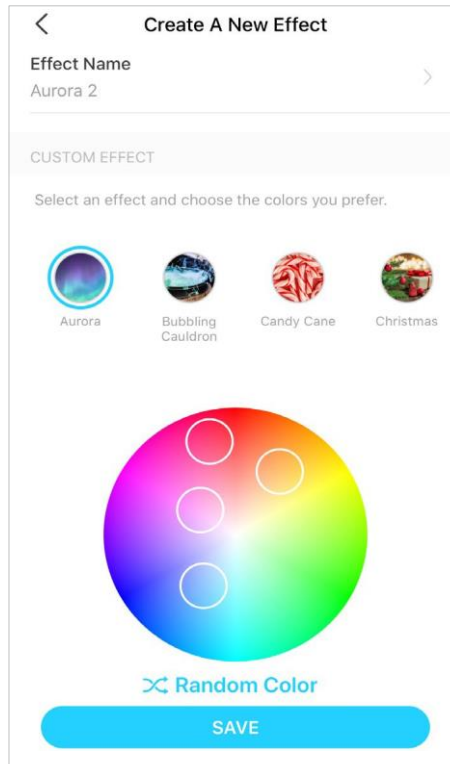 Create A New Effect
Effect Name
Aurora 2
CUSTOM EFFECT
Select an effect and choose the colors you prefer.
Aurora
Bubbling
Cauldron
Candy Cane
Christmas
Random Color
SAVE